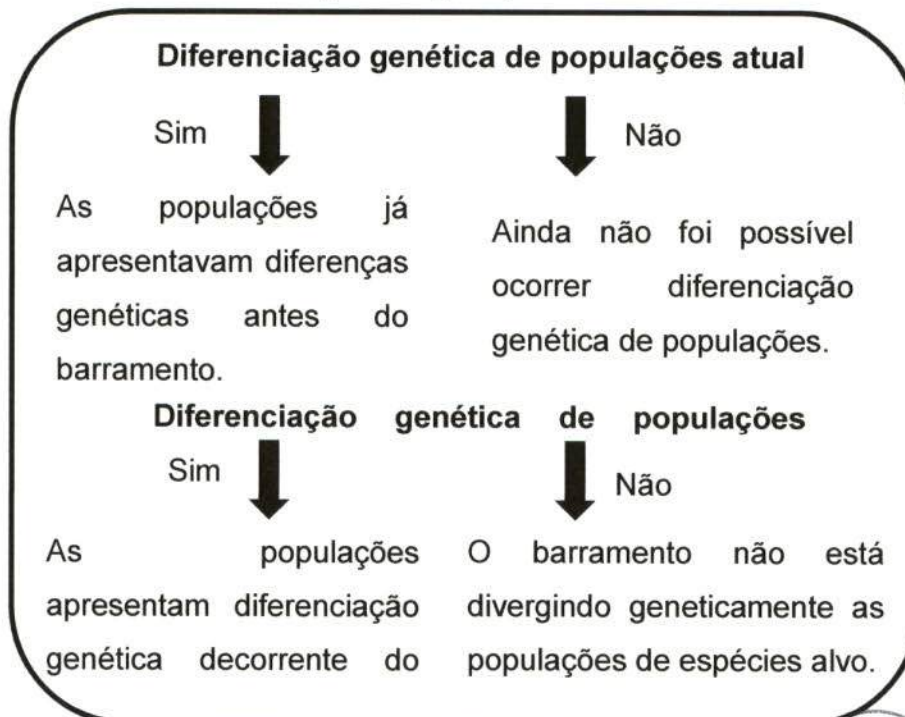 Diferenciação genética de populações atual
Sim
Não
As populações já
apresentavam diferenças
genéticas antes do
barramento.
Ainda não foi possível
ocorrer diferenciação
genética de populações.
Diferenciação genética de populações
Sim
Não
As populações
apresentam diferenciação
genética decorrente do
O barramento não está
divergindo geneticamente as
populações de espécies alvo.